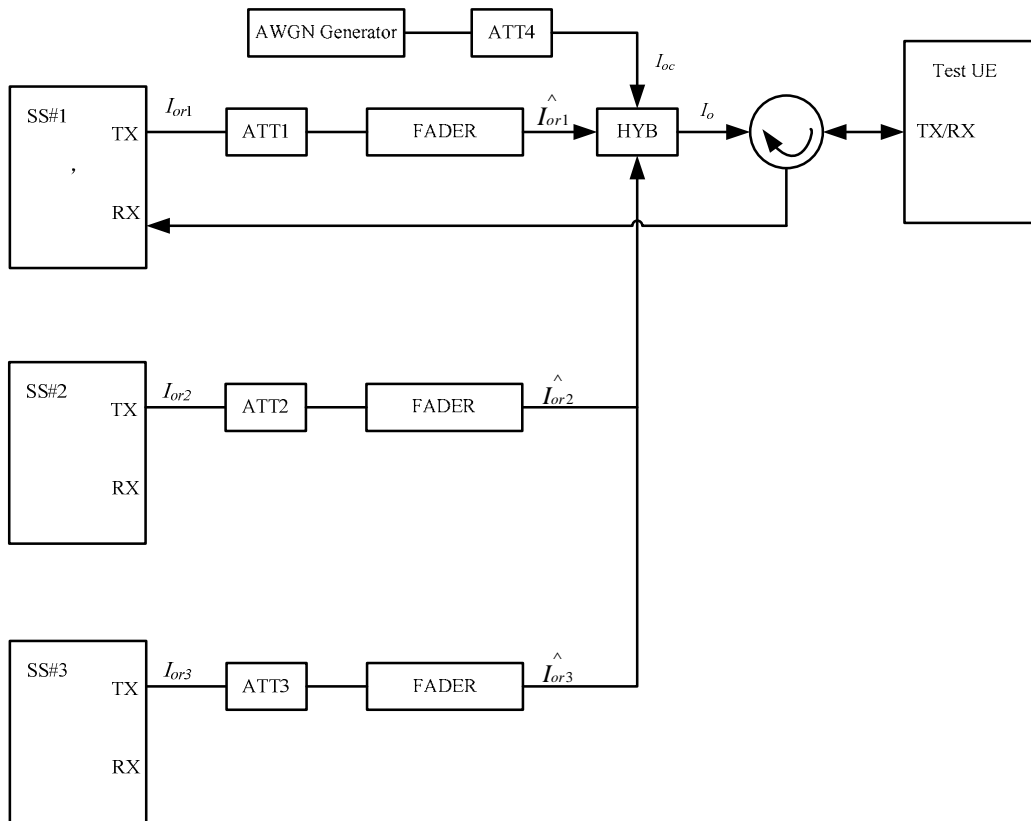 AWGN Generator
ATT4
I_oc
Test UE
SS#1
TX
I_or1
ATT1
FADER
Î_or1
HYB
I_o
TX/RX
,
RX
SS#2
TX
I_or2
ATT2
FADER
Î_or2
RX
SS#3
TX
I_or3
ATT3
FADER
Î_or3
RX